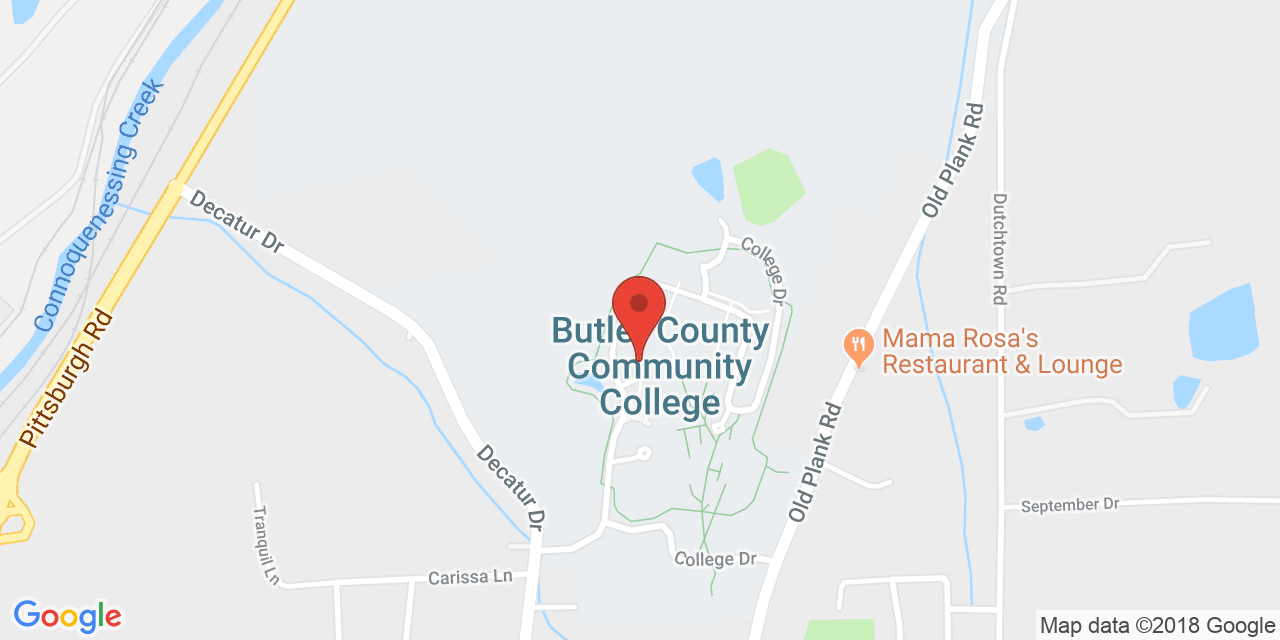 Connoquenessing Creek
Old Plank Rd
Decatur Dr
Dutchtown Rd
College Dr
Pittsburgh Rd
Butler County
Community
College
Mama Rosa's
Restaurant & Lounge
Old Plank Rd
Decatur Dr
September Dr
Tranquil Ln
College Dr
Carissa Ln
Google
Map data ©2018 Google